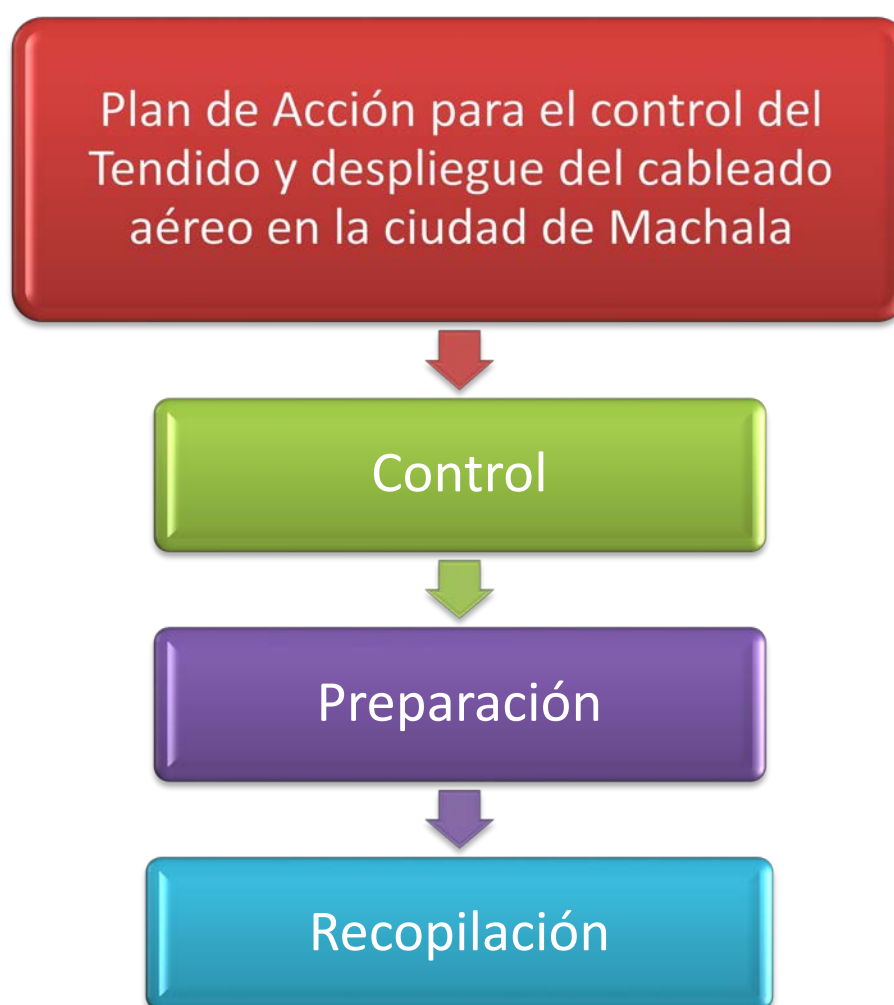 Plan de Acción para el control del
Tendido y despliegue del cableado
aéreo en la ciudad de Machala
Control
Preparación
Recopilación